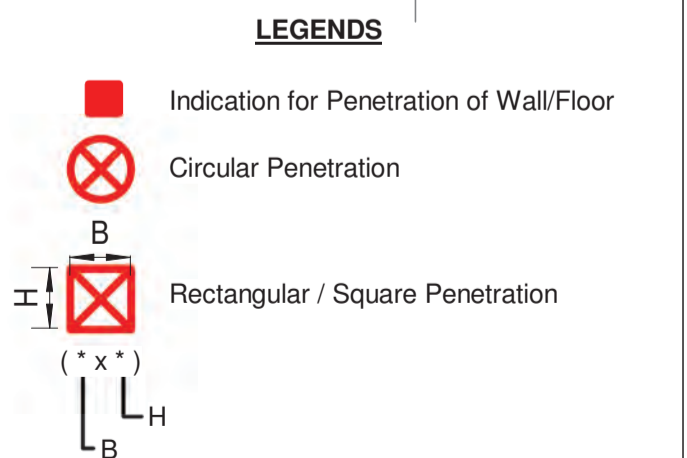 LEGENDS
Indication for Penetration of Wall/Floor
Circular Penetration
B
H
Rectangular / Square Penetration
( * x * )
H
B